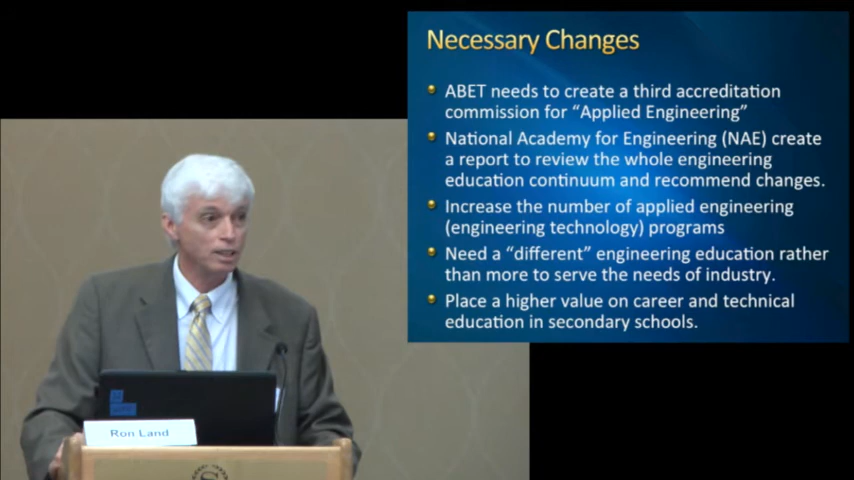 Necessary Changes
ABET needs to create a third accreditation
commission for “Applied Engineering”
National Academy for Engineering (NAE) create
a report to review the whole engineering
education continuum and recommend changes.
Increase the number of applied engineering
(engineering technology) programs
Need a “different” engineering education rather
than more to serve the needs of industry.
Place a higher value on career and technical
education in secondary schools.
Ron Land